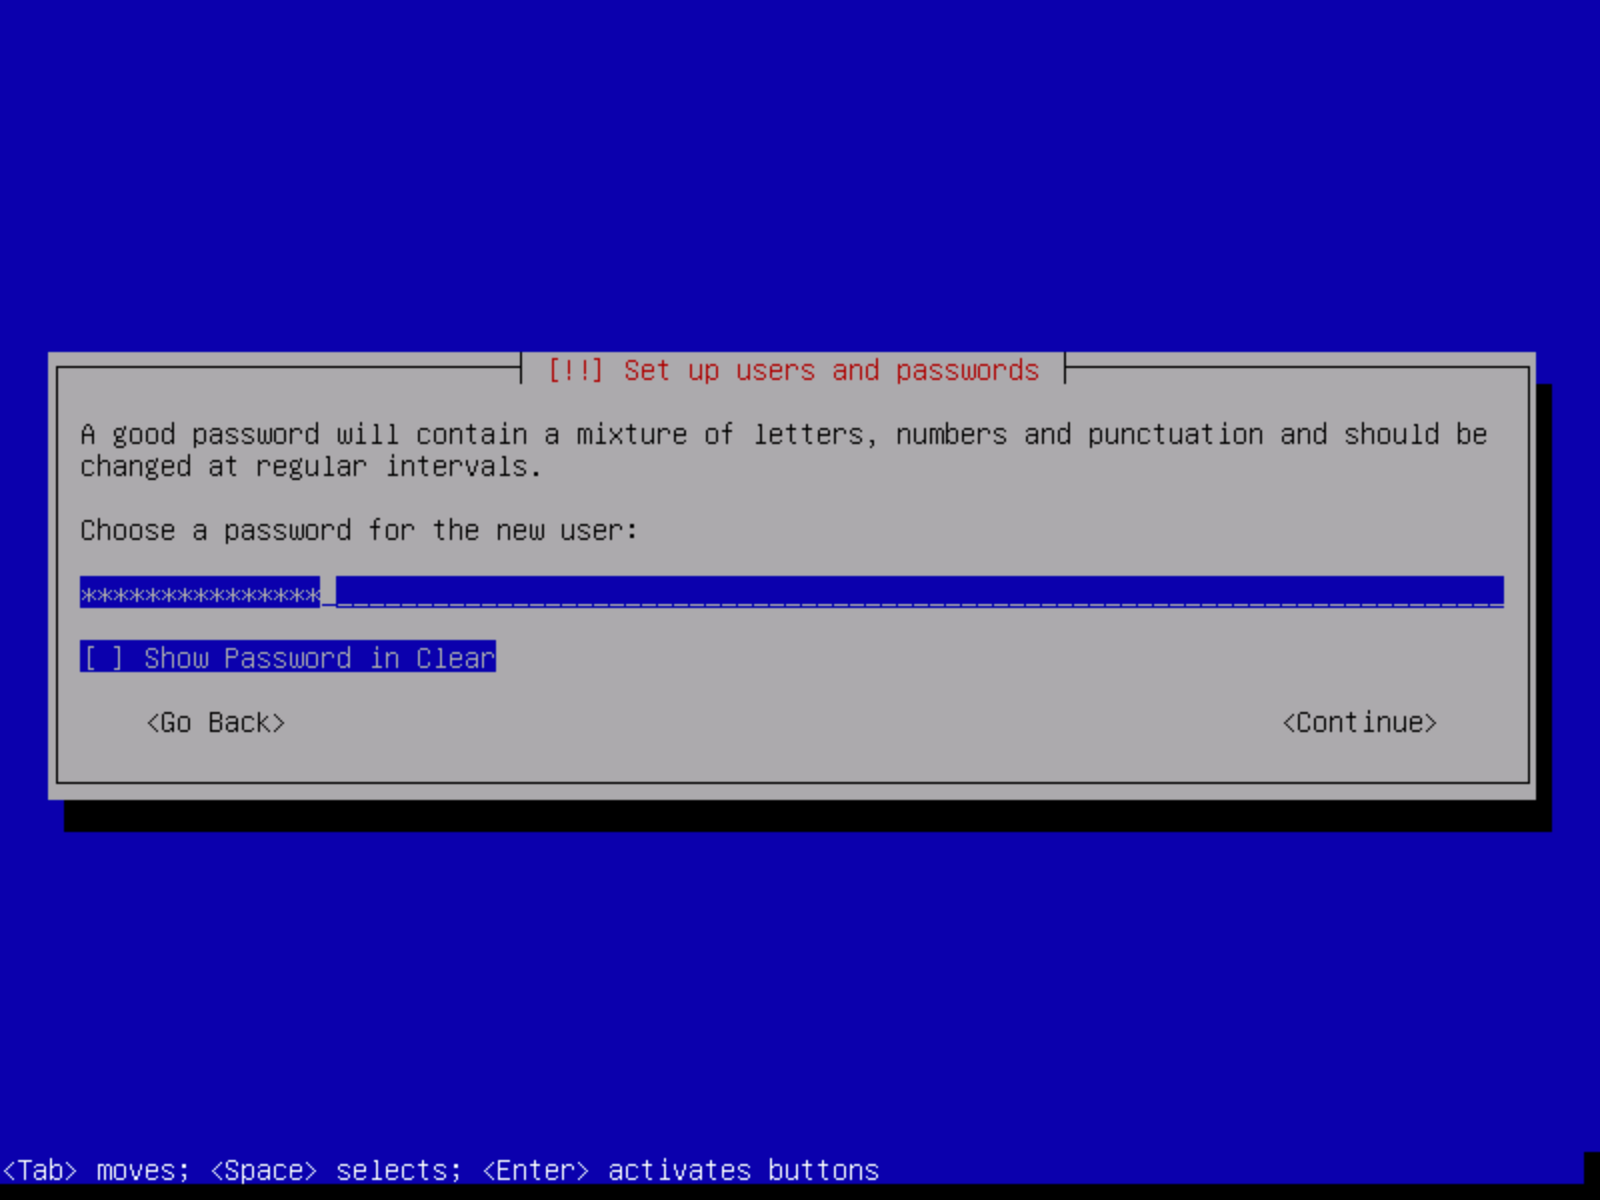 [!!] Set up users and passwords
A good password will contain a mixture of letters, numbers and punctuation and should be
changed at regular intervals.
Choose a password for the new user:
***************
[ ] Show Password in Clear
<Go Back> <Continue>
<Tab> moves; <Space> selects; <Enter> activates buttons